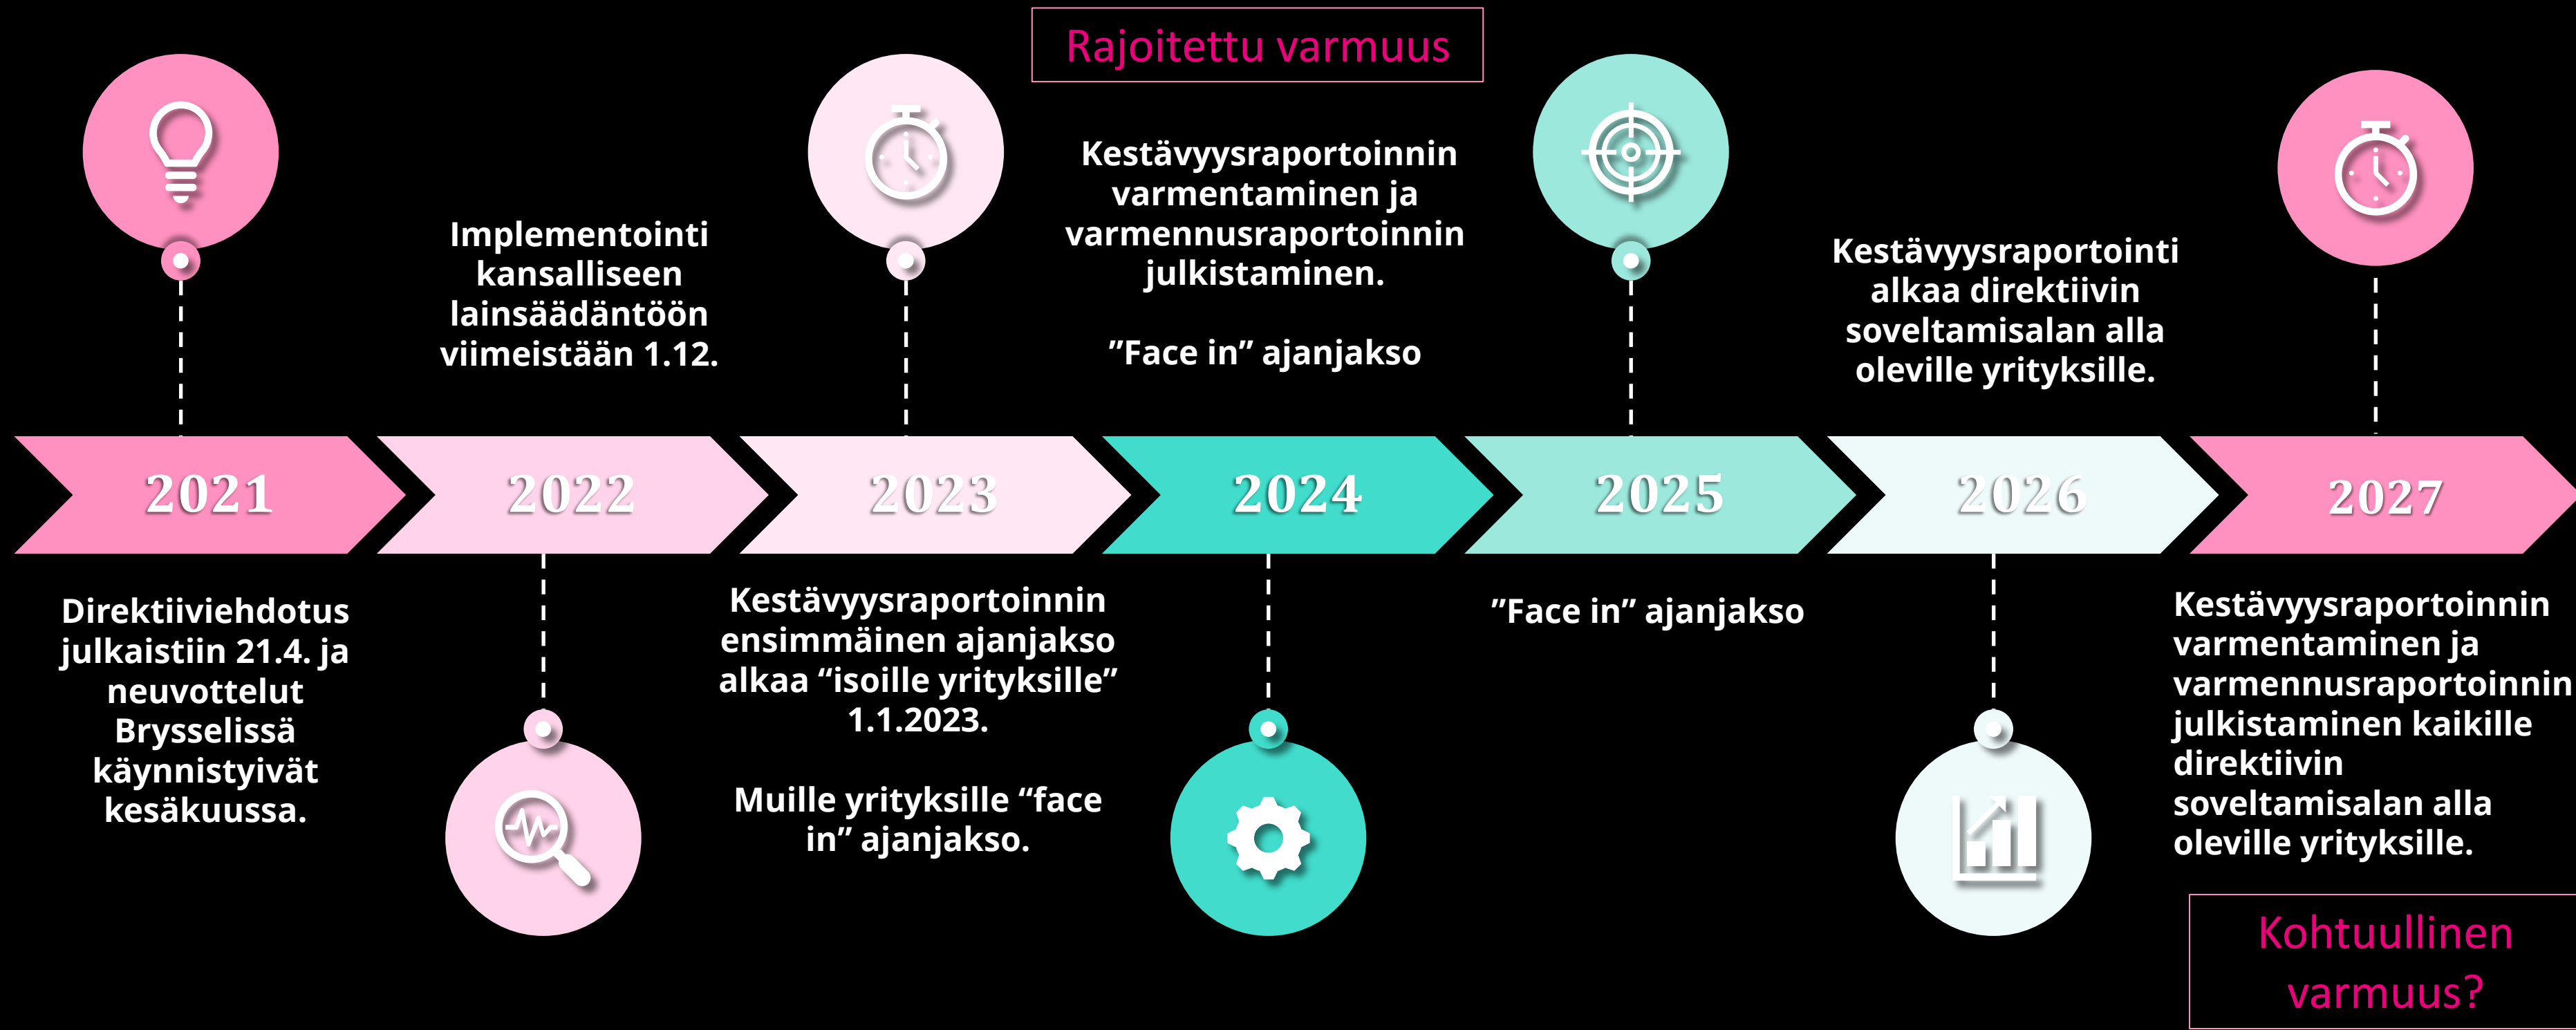 Rajoitettu varmuus
Implementointi
kansalliseen
lainsäädäntöön
viimeistään 1.12.
Kestävyysraportoinnin
varmentaminen ja
varmennusraportoinnin
julkistaminen.
”Face in” ajanjakso
Kestävyysraportointi
alkaa direktiivin
soveltamisalan alla
oleville yrityksille.
2021
2022
2023
2024
2025
2026
2027
Direktiiviehdotus
julkaistiin 21.4. ja
neuvottelut
Brysselissä
käynnistyivät
kesäkuussa.
Kestävyysraportoinnin
ensimmäinen ajanjakso
alkaa “isoille yrityksille”
1.1.2023.
Muille yrityksille “face
in” ajanjakso.
”Face in” ajanjakso
Kestävyysraportoinnin
varmentaminen ja
varmennusraportoinnin
julkistaminen kaikille
direktiivin
soveltamisalan alla
oleville yrityksille.
Kohtuullinen
varmuus?